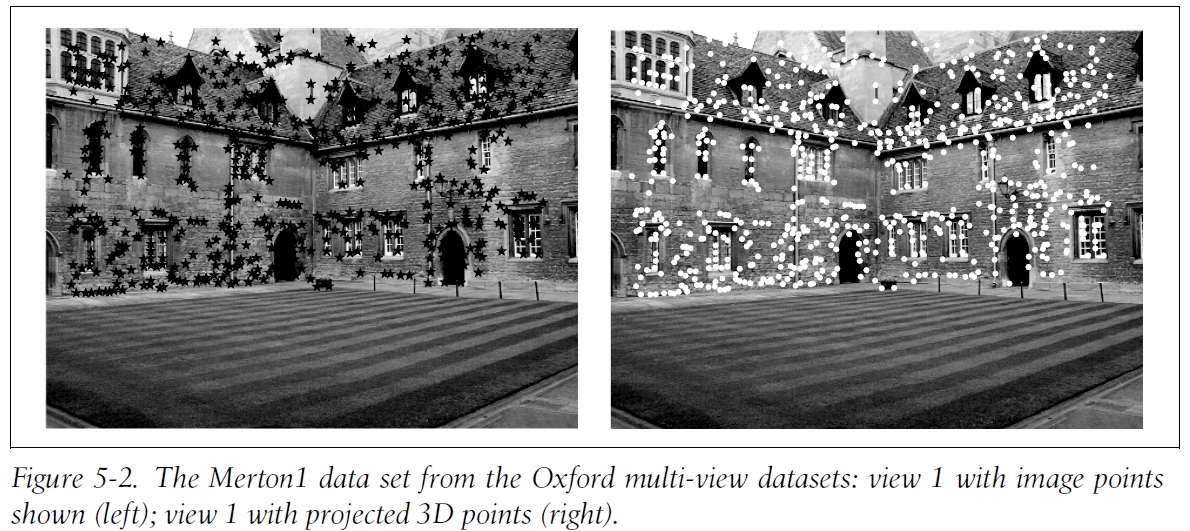 Figure 5-2. The Merton1 data set from the Oxford multi-view datasets: view 1 with image points
shown (left); view 1 with projected 3D points (right).